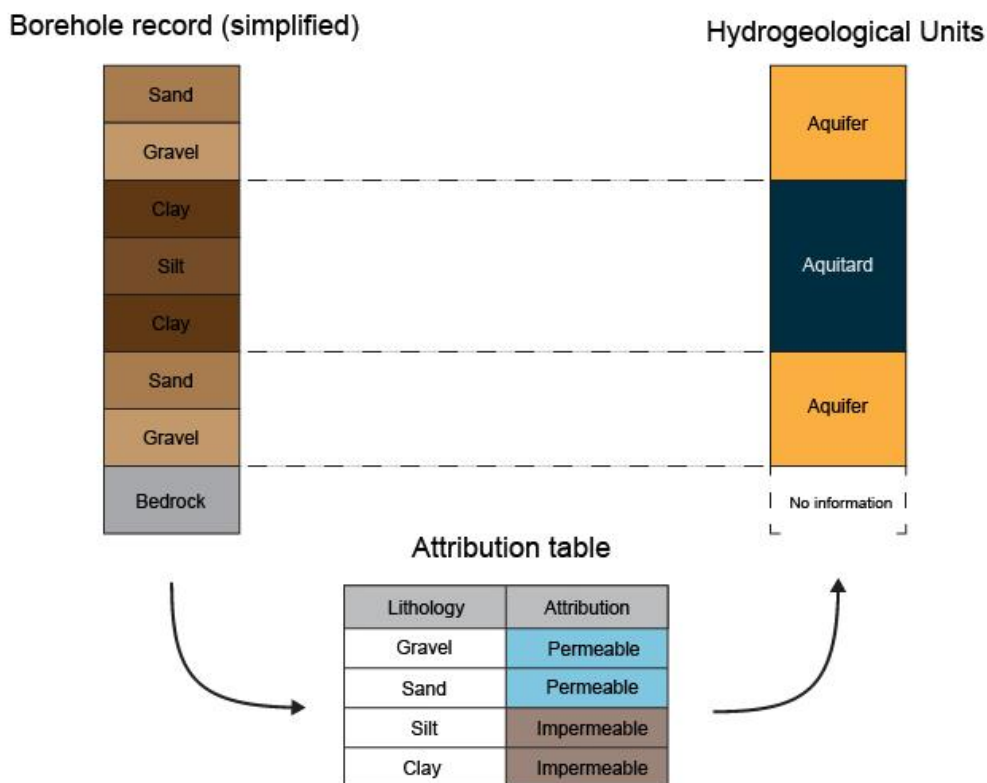 Borehole record (simplified)
Sand
Gravel
Clay
Silt
Clay
Sand
Gravel
Bedrock
Hydrogeological Units
Aquifer
Aquitard
Aquifer
No information
Attribution table
Lithology Attribution
Gravel Permeable
Sand Permeable
Silt Impermeable
Clay Impermeable